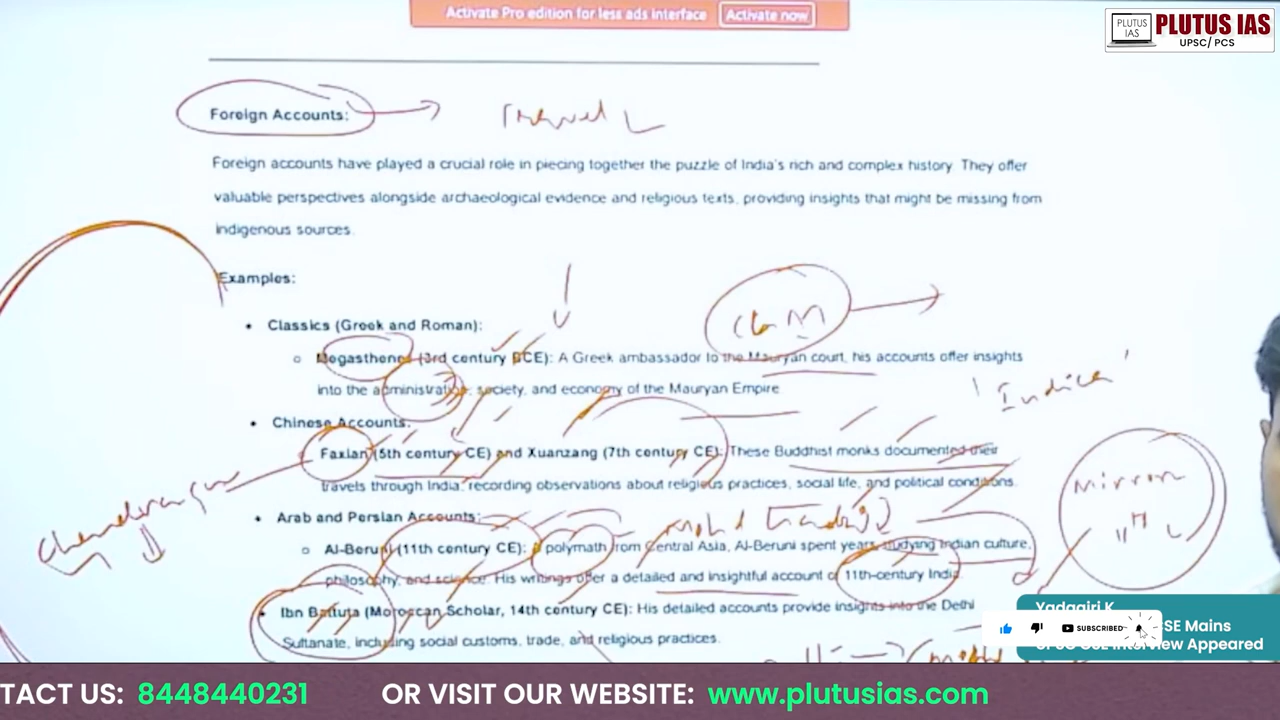 Activate Pro edition for less ads interface Activate now
PLUTUS IAS
PLUTUS IAS
UPSC/ PCS
Foreign Accounts:
Foreign accounts have played a crucial role in piecing together the puzzle of India's rich and complex history. They offer
valuable perspectives alongside archaeological evidence and religious texts, providing insights that might be missing from
indigenous sources.
Examples:
• Classics (Greek and Roman):
o Megasthenes (3rd century BCE): A Greek ambassador to the Mauryan court, his accounts offer insights
into the administration, society, and economy of the Mauryan Empire
'Indica'
• Chinese Accounts:
Faxian (5th century CE) and Xuanzang (7th century CE): These Buddhist monks documented their
travels through India, recording observations about religious practices, social life, and political conditions.
Mirror
• Arab and Persian Accounts:
o Al-Beruni (11th century CE): A polymath from Central Asia, Al-Beruni spent years studying Indian culture,
philosophy, and science. His writings offer a detailed and insightful account of 11th-century India.
• Ibn Battuta (Moroccan Scholar, 14th century CE): His detailed accounts provide insights into the Delhi
Sultanate, including social customs, trade, and religious practices.
Yadagiri K
SUBSCRIBED
SE Mains
UPSC CSE Interview Appeared
TACT US: 8448440231 OR VISIT OUR WEBSITE: www.plutusias.com